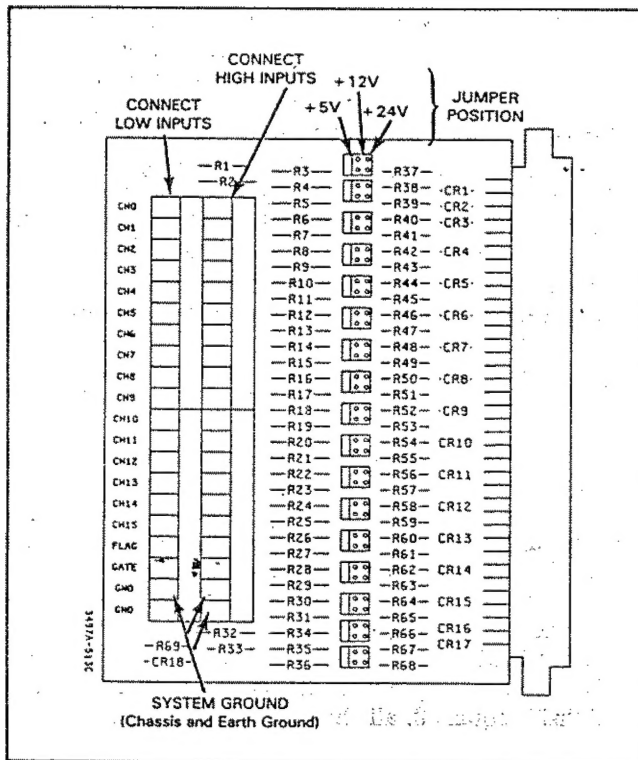 CONNECT
HIGH INPUTS
CONNECT
LOW INPUTS
+5V
+12V
+24V
JUMPER
POSITION
R1
R2
CH0
CH1
CH2
CH3
CH4
CH5
CH6
CH7
CH8
CH9
CH10
CH11
CH12
CH13
CH14
CH15
FLAG
GATE
GND
GND
3497A-513C
R69
CR18
R32
R33
R3
R4
R5
R6
R7
R8
R9
R10
R11
R12
R13
R14
R15
R16
R17
R18
R19
R20
R21
R22
R23
R24
R25
R26
R27
R28
R29
R30
R31
R34
R35
R36
R37
R38
R39
R40
R41
R42
R43
R44
R45
R46
R47
R48
R49
R50
R51
R52
R53
R54
R55
R56
R57
R58
R59
R60
R61
R62
R63
R64
R65
R66
R67
R68
CR1
CR2
CR3
CR4
CR5
CR6
CR7
CR8
CR9
CR10
CR11
CR12
CR13
CR14
CR15
CR16
CR17
SYSTEM GROUND
(Chassis and Earth Ground)